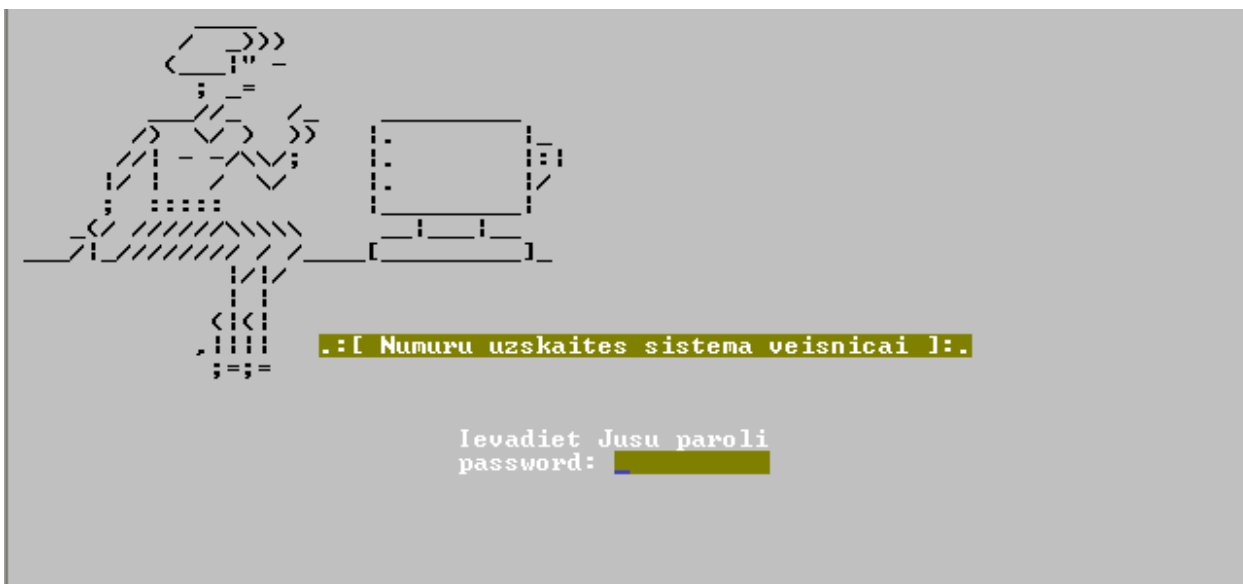 .:[ Numuru uzskaites sistema veisnicai ]:.
Ievadiet Jusu paroli
password: _